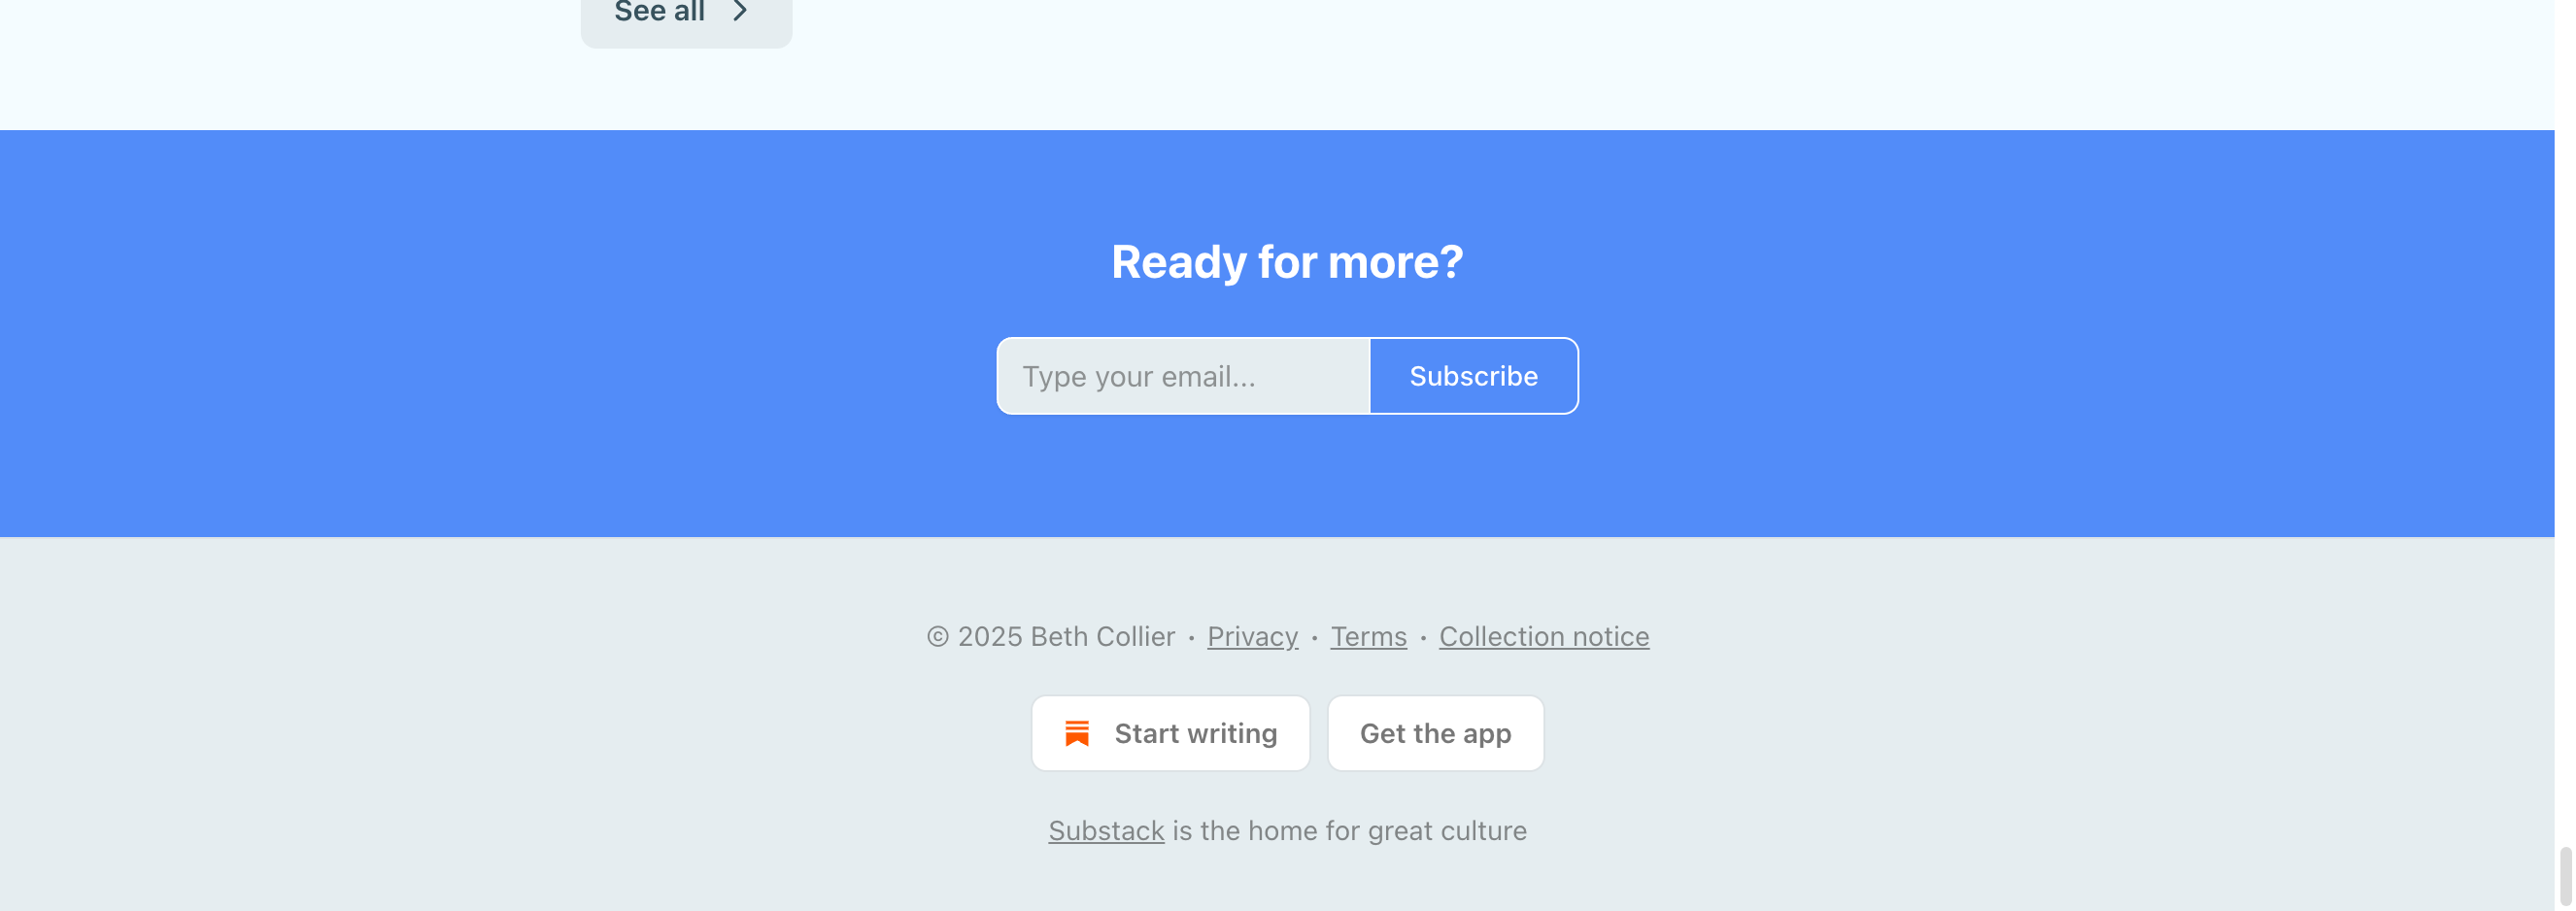 See all
Ready for more?
Type your email... Subscribe
© 2025 Beth Collier · Privacy · Terms · Collection notice
Start writing Get the app
Substack is the home for great culture